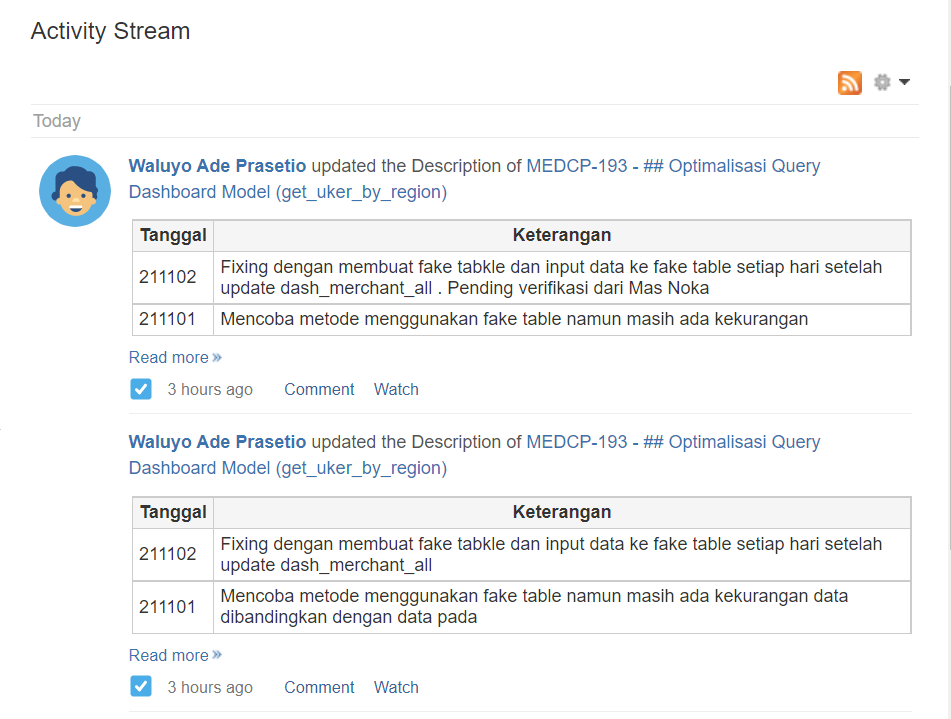 Activity Stream
Today
Waluyo Ade Prasetio updated the Description of MEDCP-193 - ## Optimalisasi Query
Dashboard Model (get_uker_by_region)
Tanggal Keterangan
211102 Fixing dengan membuat fake tabkle dan input data ke fake table setiap hari setelah
update dash_merchant_all . Pending verifikasi dari Mas Noka
211101 Mencoba metode menggunakan fake table namun masih ada kekurangan
Read more »
3 hours ago Comment Watch
Waluyo Ade Prasetio updated the Description of MEDCP-193 - ## Optimalisasi Query
Dashboard Model (get_uker_by_region)
Tanggal Keterangan
211102 Fixing dengan membuat fake tabkle dan input data ke fake table setiap hari setelah
update dash_merchant_all
211101 Mencoba metode menggunakan fake table namun masih ada kekurangan data
dibandingkan dengan data pada
Read more »
3 hours ago Comment Watch